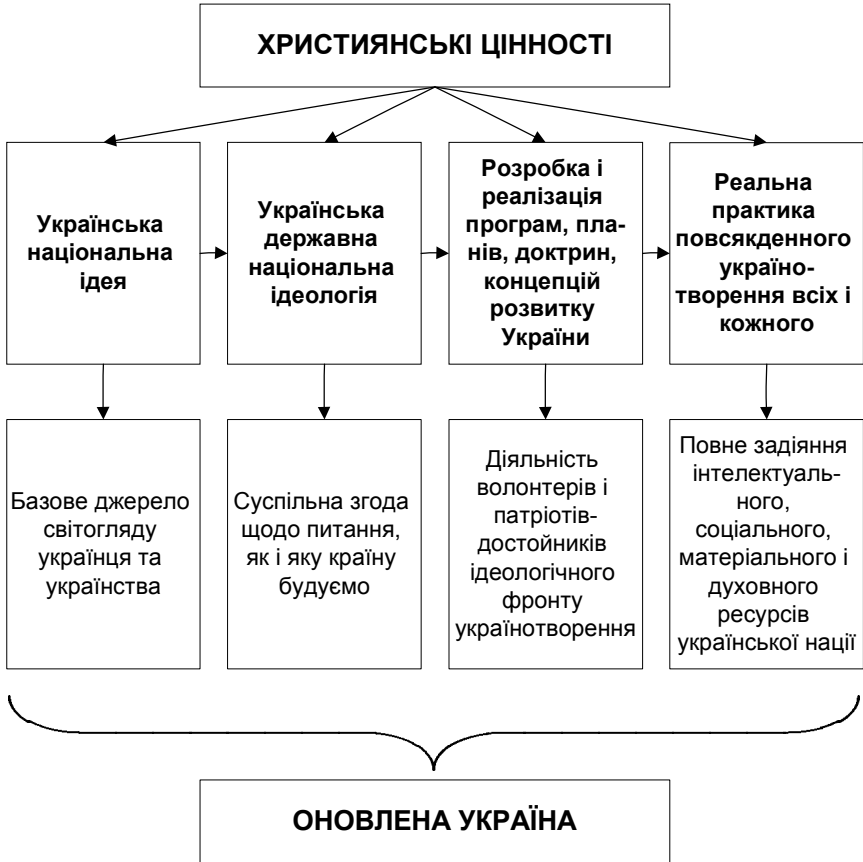 ХРИСТИЯНСЬКІ ЦІННОСТІ
Українська
національна
ідея
Українська
державна
національна
ідеологія
Розробка і
реалізація
програм, пла-
нів, доктрин,
концепцій
розвитку
України
Реальна
практика
повсякденного
україно-
творення всіх і
кожного
Базове джерело
світогляду
українця та
українства
Суспільна згода
щодо питання,
як і яку країну
будуємо
Діяльність
волонтерів і
патріотів-
достойників
ідеологічного
фронту
українотворення
Повне задіяння
інтелектуаль-
ного,
соціального,
матеріального і
духовного
ресурсів
української нації
ОНОВЛЕНА УКРАЇНА